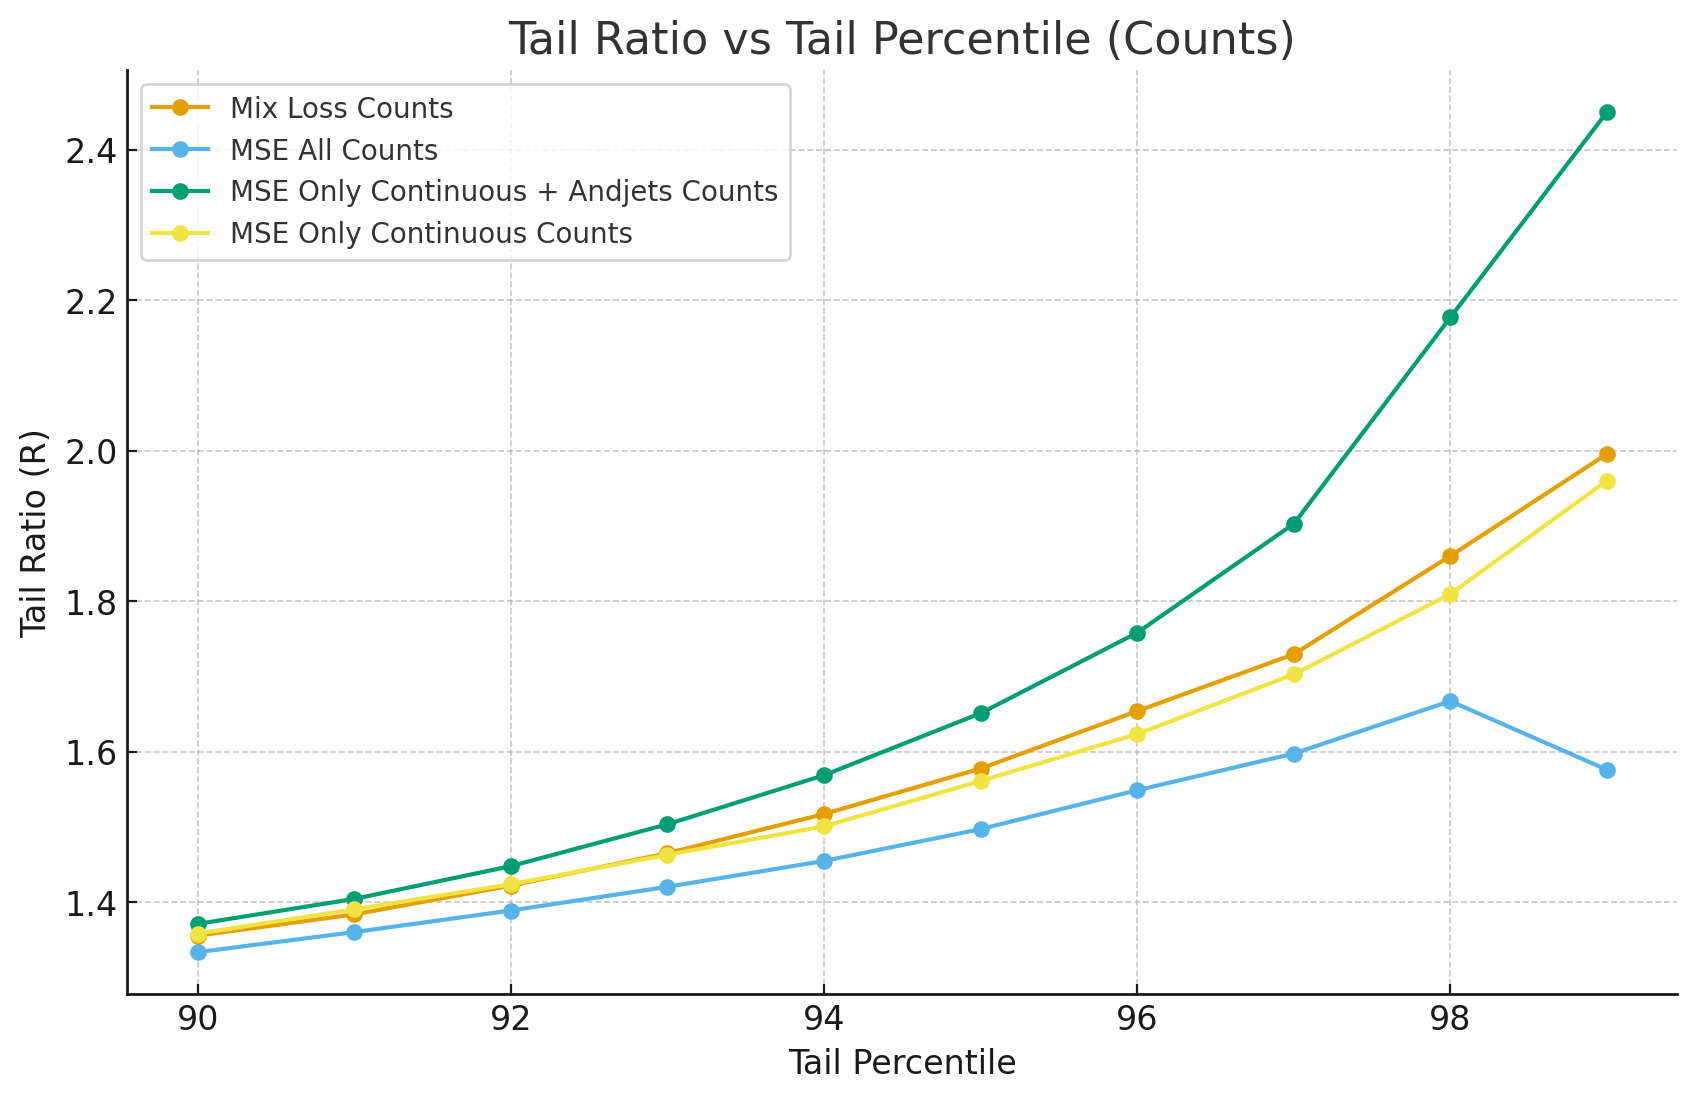 Tail Ratio vs Tail Percentile (Counts)
Mix Loss Counts
MSE All Counts
MSE Only Continuous + Andjets Counts
MSE Only Continuous Counts
Tail Ratio (R)
2.4
2.2
2.0
1.8
1.6
1.4
90 92 94 96 98
Tail Percentile